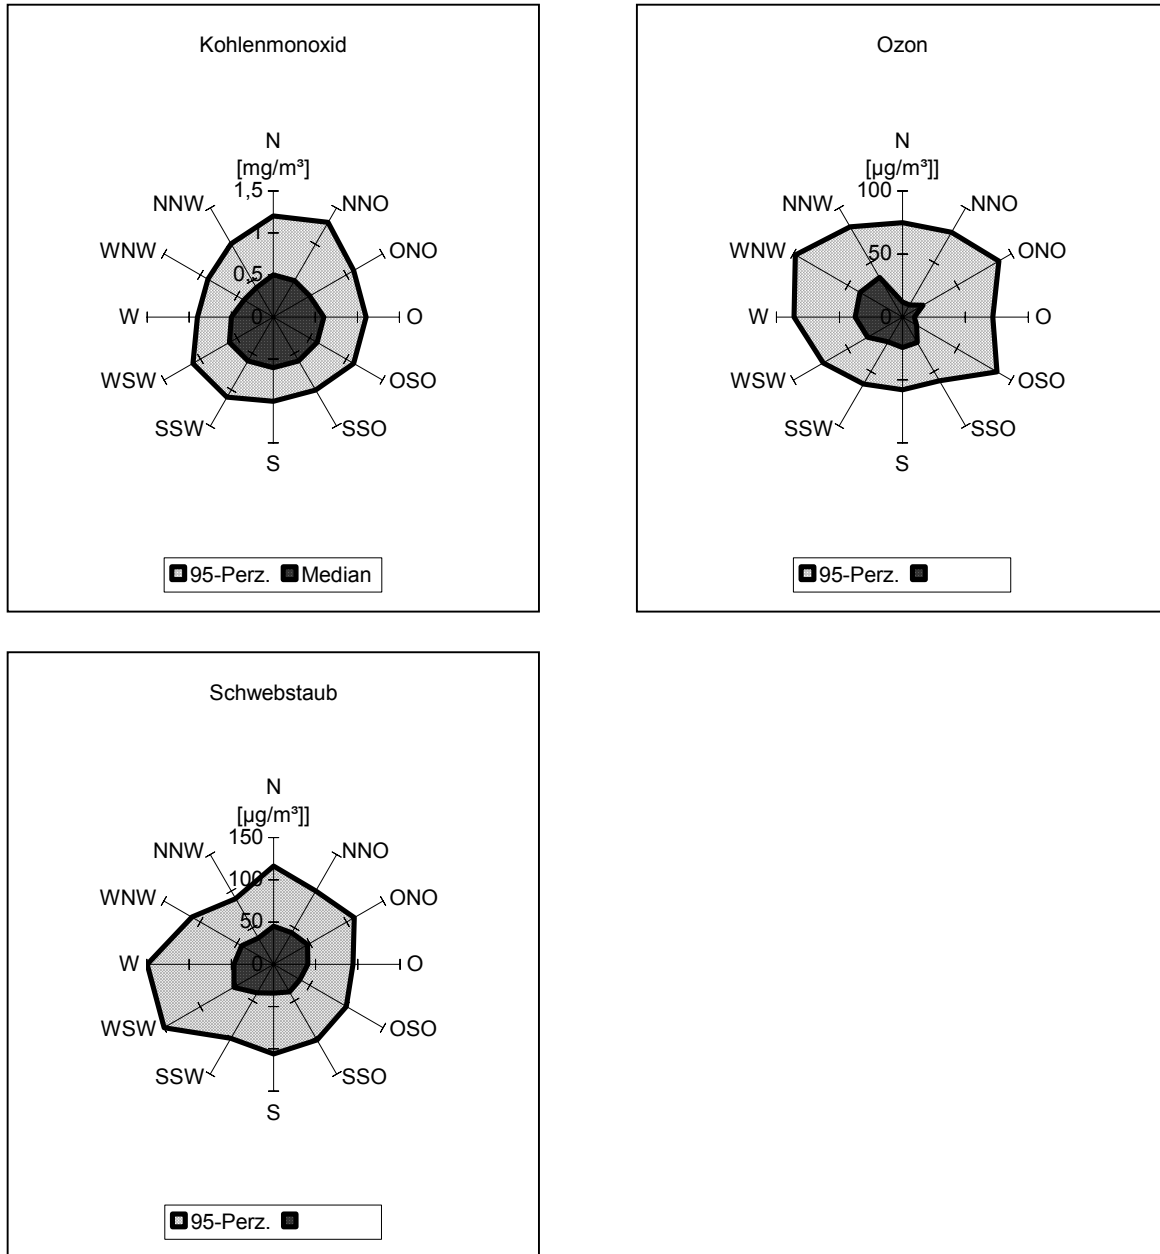 Kohlenmonoxid
N
[mg/m³]
1,5
NNW
NNO
1
WNW
ONO
0,5
W
0
O
WSW
OSO
SSW
SSO
S
95-Perz. Median
Ozon
N
[µg/m³]]
100
NNW
NNO
WNW
50
ONO
W
0
O
WSW
OSO
SSW
SSO
S
95-Perz.
Schwebstaub
N
[µg/m³]]
150
NNW
NNO
100
WNW
ONO
50
W
0
O
WSW
OSO
SSW
SSO
S
95-Perz.